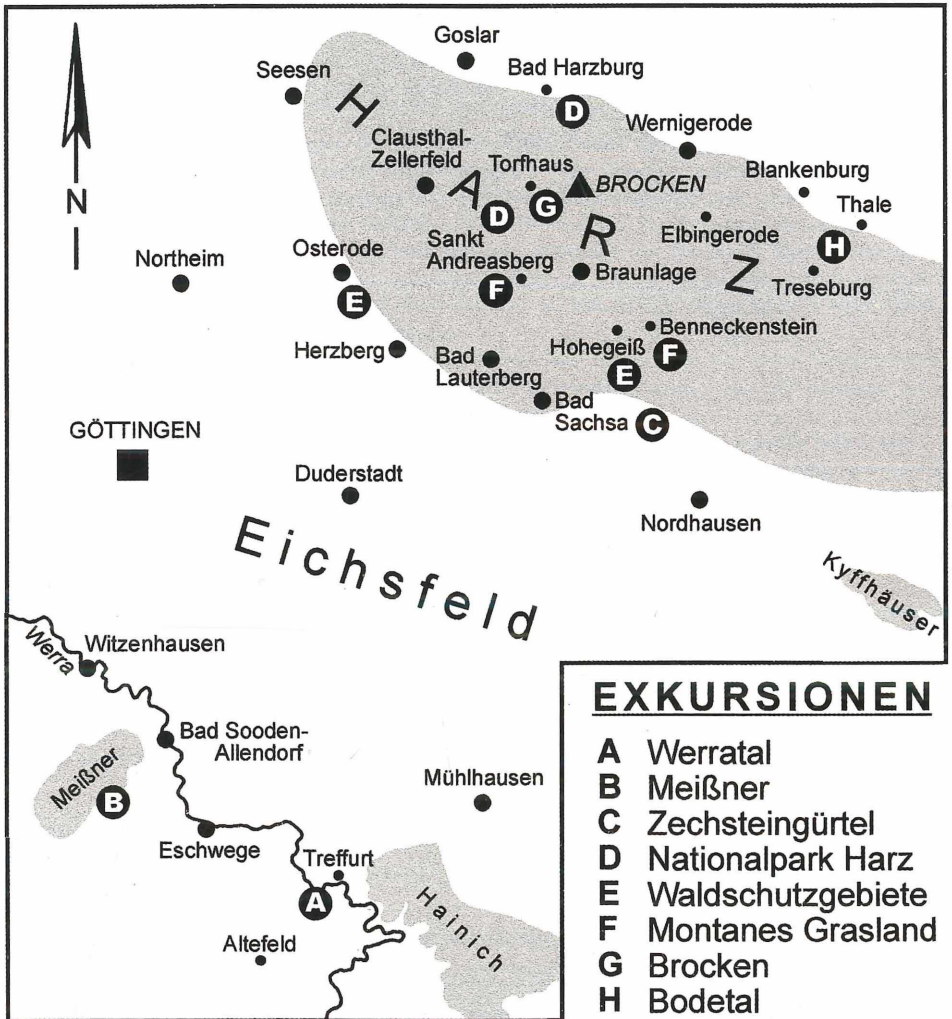 Goslar
Seesen
Bad Harzburg
D
H
A
R
Z
Wernigerode
Clausthal-
Zellerfeld
Torfhaus
BROCKEN
Blankenburg
Thale
N
D
G
Elbingerode
H
Northeim
Osterode
Sankt
Andreasberg
Braunlage
Treseburg
E
F
Herzberg
Bad
Lauterberg
Hohegeiß
Benneckenstein
E
F
Bad
Sachsa
C
GÖTTINGEN
Duderstadt
Nordhausen
Eichsfeld
Kyffhäuser
Werra
Witzenhausen
Bad Sooden-
Allendorf
Meißner
B
Eschwege
Mühlhausen
Treffurt
A
Hainich
Altefeld
EXKURSIONEN
A Werratal
B Meißner
C Zechsteingürtel
D Nationalpark Harz
E Waldschutzgebiete
F Montanes Grasland
G Brocken
H Bodetal